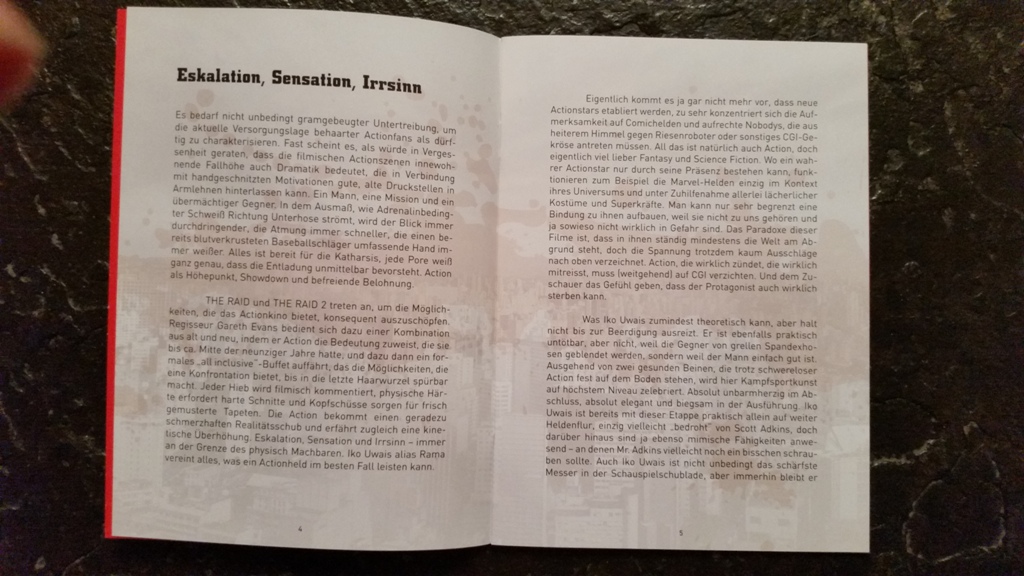 Eskalation, Sensation, Irrsinn
Es bedarf nicht unbedingt gramgebeugter Untertreibung, um
die aktuelle Versorgungslage behaarter Actionfans als dürf-
tig zu charakterisieren. Fast scheint es, als würde in Verges-
senheit geraten, dass die filmischen Actionszenen innewoh-
nende Fallhöhe auch Dramatik bedeutet, die in Verbindung
mit handgeschnitzten Motivationen gute, alte Druckstellen in
Armlehnen hinterlassen kann. Ein Mann, eine Mission und ein
übermächtiger Gegner. In dem Ausmaß, wie Adrenalinbeding-
ter Schweiß Richtung Unterhose strömt, wird der Blick immer
durchdringender, die Atmung immer schneller, die einen be-
reits blutverkrusteten Baseballschläger umfassende Hand im-
mer weißer. Alles ist bereit für die Katharsis, jede Pore weiß
ganz genau, dass die Entladung unmittelbar bevorsteht. Action
als Höhepunkt, Showdown und befreiende Belohnung.
THE RAID und THE RAID 2 treten an, um die Möglich-
keiten, die das Actionkino bietet, konsequent auszuschöpfen.
Regisseur Gareth Evans bedient sich dazu einer Kombination
aus alt und neu, indem er Action die Bedeutung zuweist, die sie
bis ca. Mitte der neunziger Jahre hatte, und dazu dann ein for-
males „all inclusive"-Buffet auffährt, das die Möglichkeiten, die
eine Konfrontation bietet, bis in die letzte Haarwurzel spürbar
macht. Jeder Hieb wird filmisch kommentiert, physische Här-
te erfordert harte Schnitte und Kopfschüsse sorgen für frisch
gemusterte Tapeten. Die Action bekommt einen geradezu
schmerzhaften Realitätsschub und erfährt zugleich eine kine-
tische Überhöhung. Eskalation, Sensation und Irrsinn – immer
an der Grenze des physisch Machbaren. Iko Uwais alias Rama
vereint alles, was ein Actionheld im besten Fall leisten kann.
4
Eigentlich kommt es ja gar nicht mehr vor, dass neue
Actionstars etabliert werden, zu sehr konzentriert sich die Auf-
merksamkeit auf Comichelden und aufrechte Nobodys, die aus
heiterem Himmel gegen Riesenroboter oder sonstiges CGI-Ge-
kröse antreten müssen. All das ist natürlich auch Action, doch
eigentlich viel lieber Fantasy und Science Fiction. Wo ein wah-
rer Actionstar nur durch seine Präsenz bestehen kann, funk-
tionieren zum Beispiel die Marvel-Helden einzig im Kontext
ihres Universums und unter Zuhilfenahme allerlei lächerlicher
Kostüme und Superkräfte. Man kann nur sehr begrenzt eine
Bindung zu ihnen aufbauen, weil sie nicht zu uns gehören und
ja sowieso nicht wirklich in Gefahr sind. Das Paradoxe dieser
Filme ist, dass in ihnen ständig mindestens die Welt am Ab-
grund steht, doch die Spannung trotzdem kaum Ausschläge
nach oben verzeichnet. Action, die wirklich zündet, die wirklich
mitreisst, muss (weitgehend) auf CGI verzichten. Und dem Zu-
schauer das Gefühl geben, dass der Protagonist auch wirklich
sterben kann.
Was Iko Uwais zumindest theoretisch kann, aber halt
nicht bis zur Beerdigung ausreizt. Er ist ebenfalls praktisch
untötbar, aber nicht, weil die Gegner von grellen Spandexho-
sen geblendet werden, sondern weil der Mann einfach gut ist.
Ausgehend von zwei gesunden Beinen, die trotz schwereloser
Action fest auf dem Boden stehen, wird hier Kampfsportkunst
auf höchstem Niveau zelebriert. Absolut unbarmherzig im Ab-
schluss, absolut elegant und biegsam in der Ausführung. Iko
Uwais ist bereits mit dieser Etappe praktisch allein auf weiter
Heldenflur, einzig vielleicht „bedroht" von Scott Adkins, doch
darüber hinaus sind ja ebenso mimische Fähigkeiten anwe-
send – an denen Mr. Adkins vielleicht noch ein bisschen schrau-
ben sollte. Auch Iko Uwais ist nicht unbedingt das schärfste
Messer in der Schauspielschublade, aber immerhin bleibt er
5